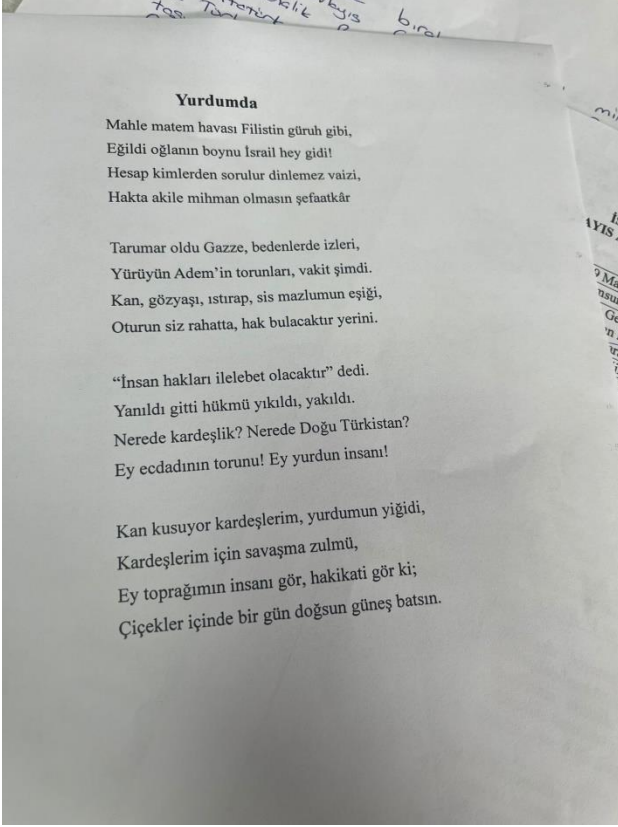 bıral
Yurdumda
Mahle matem havası Filistin güruh gibi,
Eğildi oğlanın boynu İsrail hey gidi!
Hesap kimlerden sorulur dinlemez vaizi,
Hakta akile mihman olmasın şefaatkâr
Tarumar oldu Gazze, bedenlerde izleri,
Yürüyün Adem’in torunları, vakit şimdi.
Kan, gözyaşı, ıstırap, sis mazlumun eşiği,
Oturun siz rahatta, hak bulacaktır yerini.
“İnsan hakları ilelebet olacaktır” dedi.
Yanıldı gitti hükmü yıkıldı, yakıldı.
Nerede kardeşlik? Nerede Doğu Türkistan?
Ey ecdadının torunu! Ey yurdun insanı!
Kan kusuyor kardeşlerim, yurdumun yiğidi,
Kardeşlerim için savaşma zulmü,
Ey toprağımın insanı gör, hakikati gör ki;
Çiçekler içinde bir gün doğsun güneş batsın.